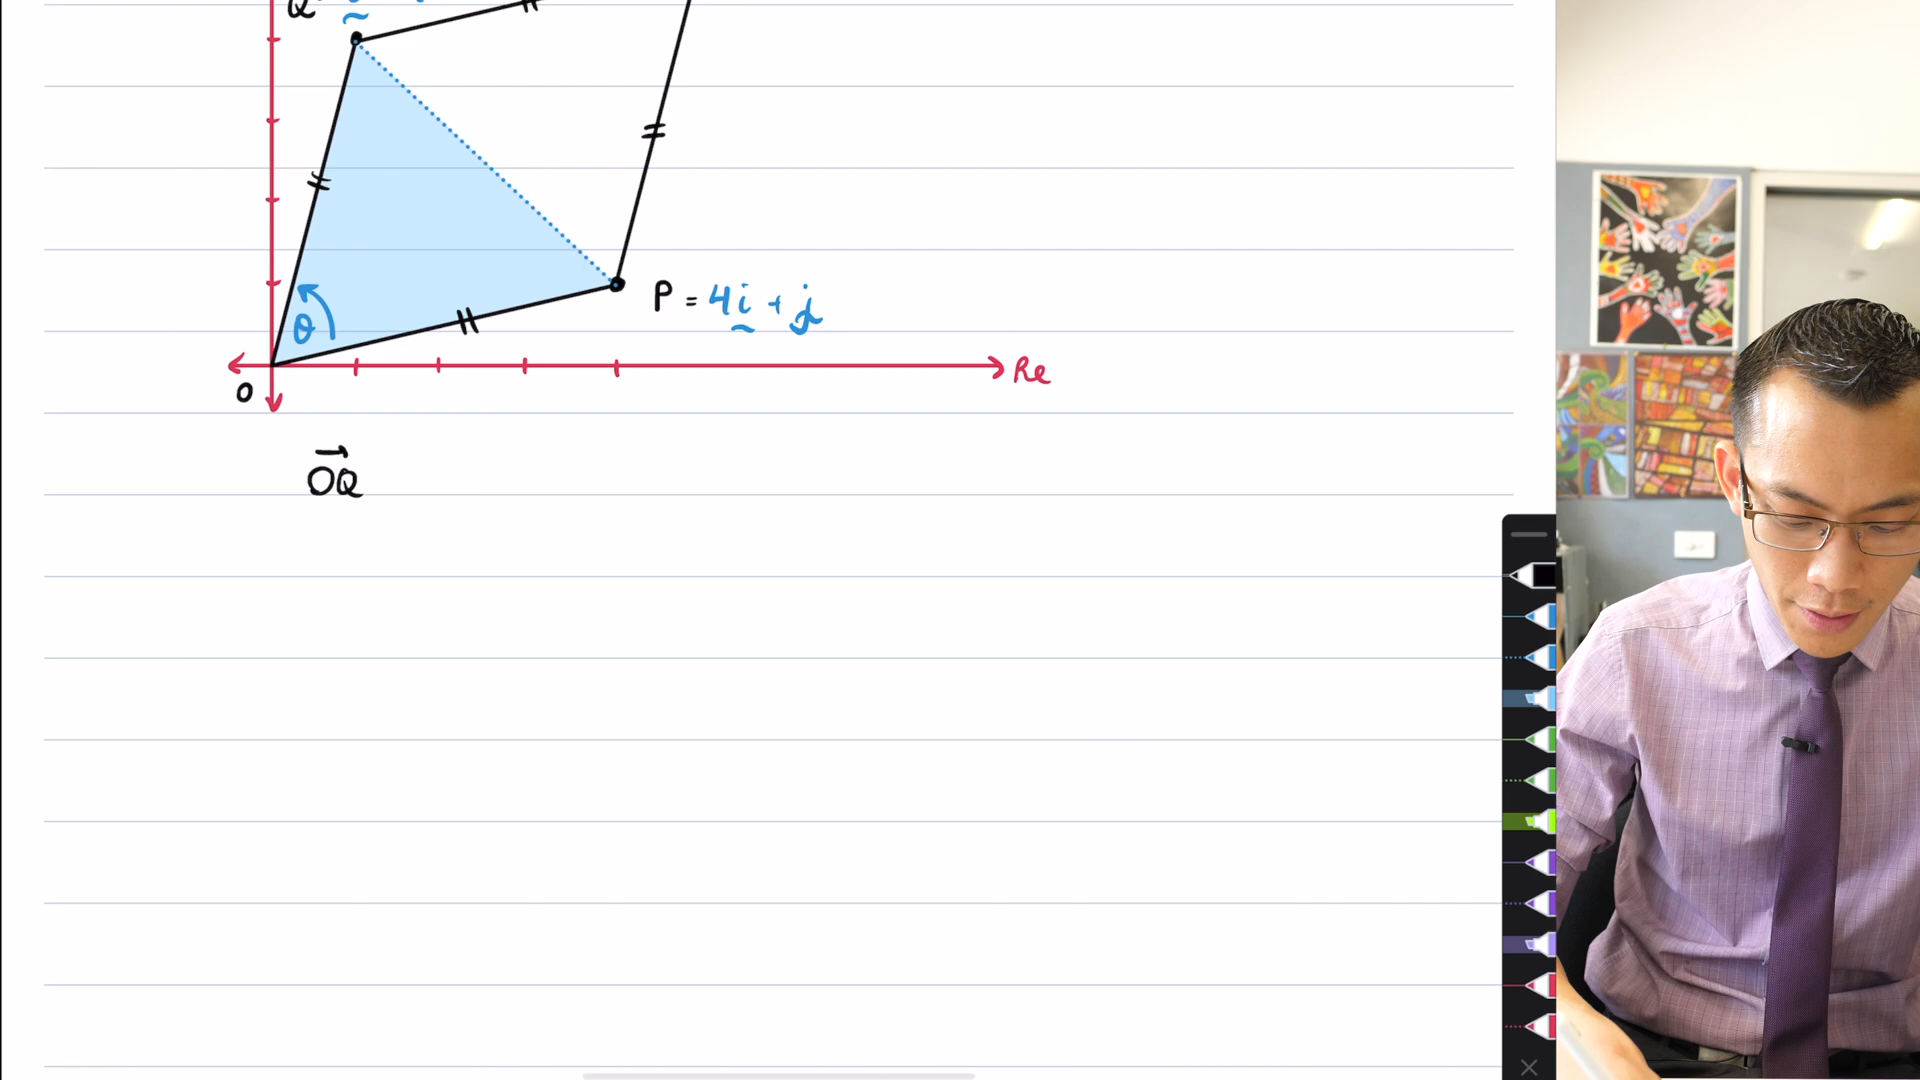 Q
P = 4i + j
θ
Re
O
OQ